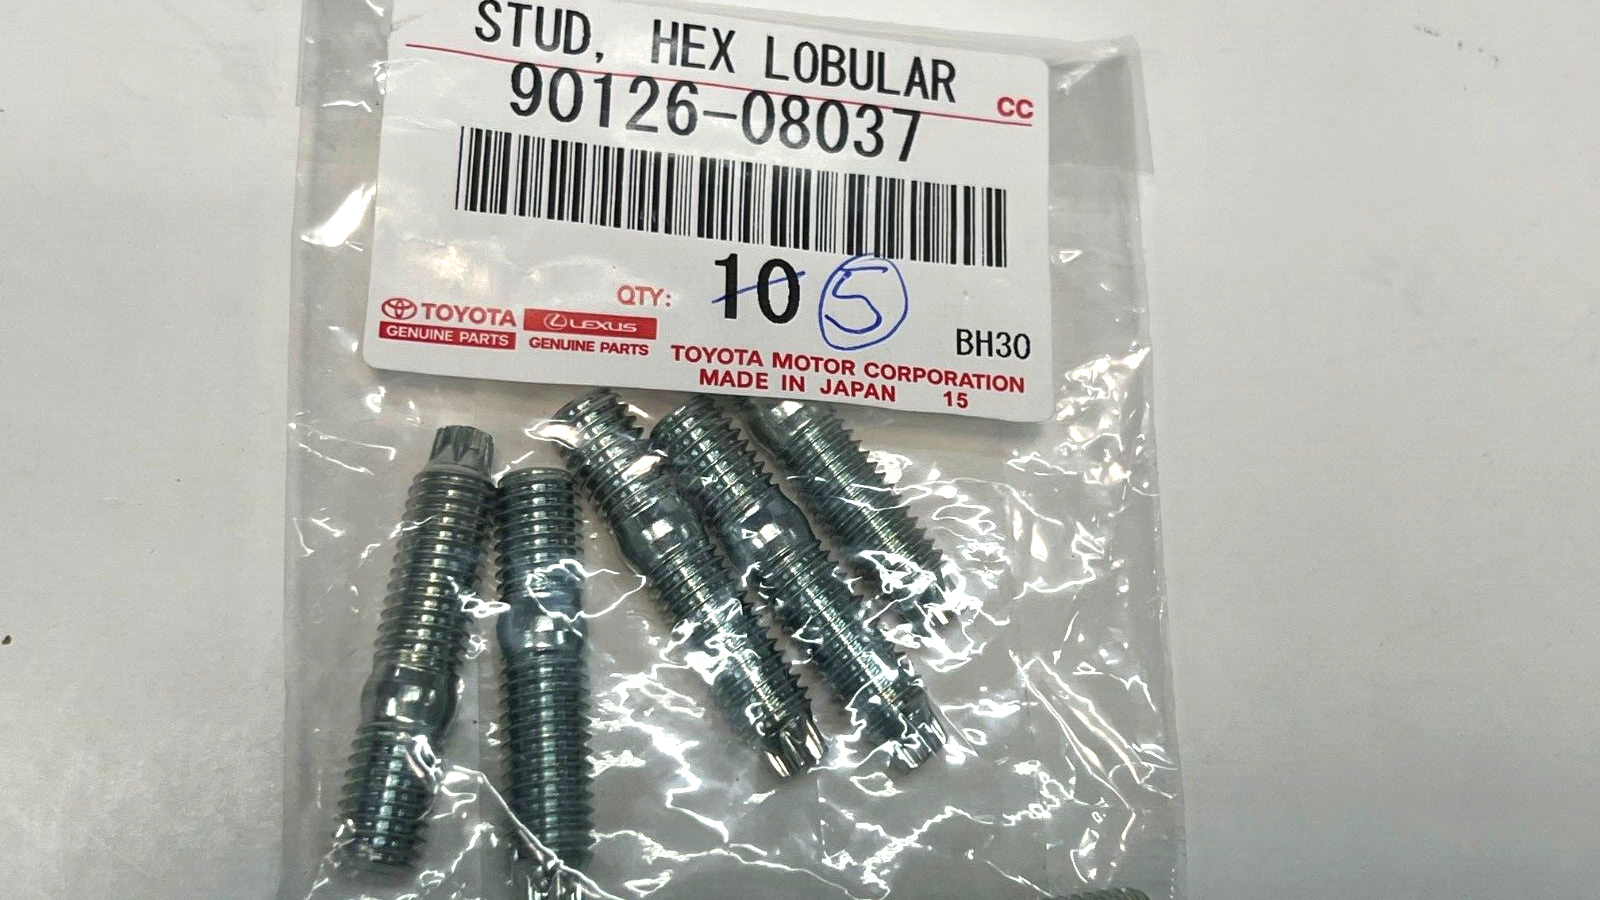 STUD, HEX LOBULAR
CC
90126-08037
QTY: 10 5
BH30
TOYOTA
GENUINE PARTS
LEXUS
GENUINE PARTS
TOYOTA MOTOR CORPORATION
MADE IN JAPAN 15